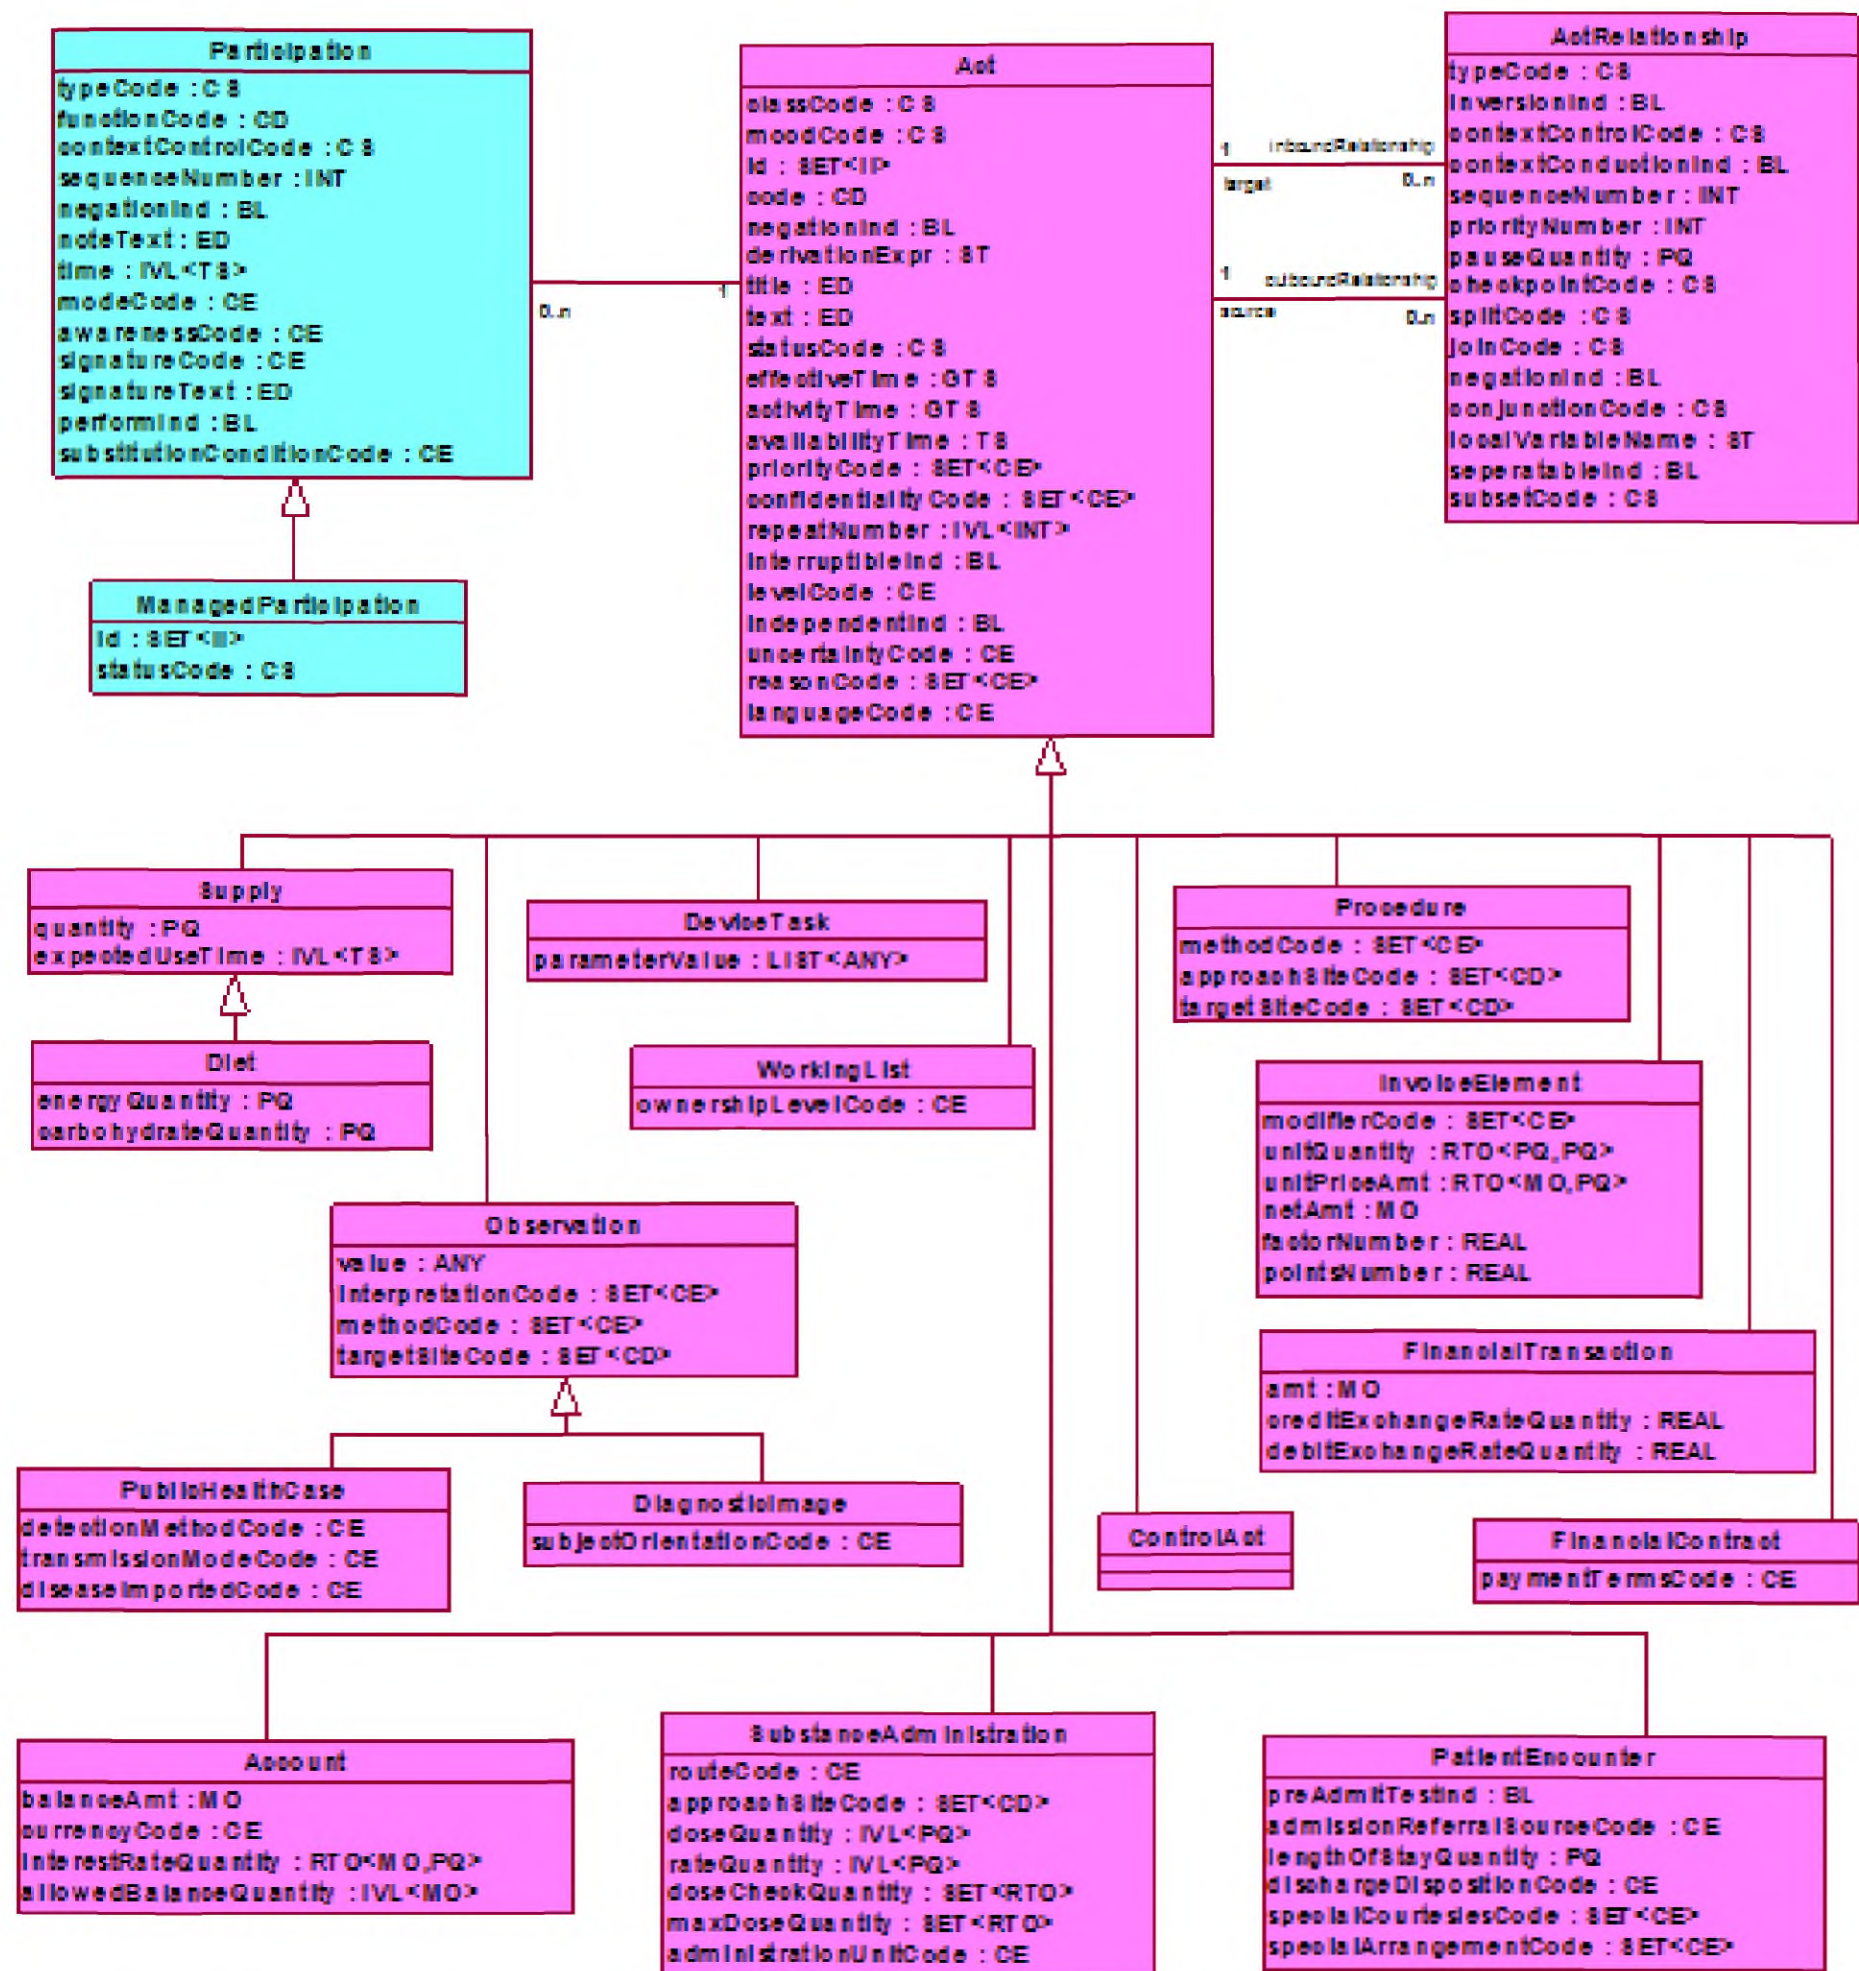 Participation
typeCode : CS
functionCode : CD
contextControlCode : CS
sequenceNumber : INT
negationInd : BL
noteText : ED
time : IVL<TS>
modeCode : CE
awarenessCode : CE
signatureCode : CE
signatureText : ED
performInd : BL
substitutionConditionCode : CE
ManagedParticipation
id : SET<II>
statusCode : CS
0..n
1
Act
classCode : CS
moodCode : CS
id : SET<II>
code : CD
negationInd : BL
derivationExpr : ST
title : ED
text : ED
statusCode : CS
effectiveTime : GTS
activityTime : GTS
availabilityTime : TS
priorityCode : SET<CE>
confidentialityCode : SET<CE>
repeatNumber : IVL<INT>
interruptibleInd : BL
levelCode : CE
independentInd : BL
uncertaintyCode : CE
reasonCode : SET<CE>
languageCode : CE
1 inboundRelationship
target 0..n
1 outboundRelationship
source 0..n
ActRelationship
typeCode : CS
inversionInd : BL
contextControlCode : CS
contextConductionInd : BL
sequenceNumber : INT
priorityNumber : INT
pauseQuantity : PQ
checkpointCode : CS
splitCode : CS
joinCode : CS
negationInd : BL
conjunctionCode : CS
localVariableName : ST
seperatableInd : BL
subsetCode : CS
Supply
quantity : PQ
expectedUseTime : IVL<TS>
Diet
energyQuantity : PQ
carbohydrateQuantity : PQ
DeviceTask
parameterValue : LIST<ANY>
WorkingList
ownershipLevelCode : CE
Procedure
methodCode : SET<CE>
approachSiteCode : SET<CD>
targetSiteCode : SET<CD>
InvoiceElement
modifierCode : SET<CE>
unitQuantity : RTO<PQ,PQ>
unitPriceAmt : RTO<MO,PQ>
netAmt : MO
factorNumber : REAL
pointsNumber : REAL
Observation
value : ANY
interpretationCode : SET<CE>
methodCode : SET<CE>
targetSiteCode : SET<CD>
FinancialTransaction
amt : MO
creditExchangeRateQuantity : REAL
debitExchangeRateQuantity : REAL
PublicHealthCase
detectionMethodCode : CE
transmissionModeCode : CE
diseaseImportedCode : CE
DiagnosticImage
subjectOrientationCode : CE
ControlAct
FinancialContract
paymentTermsCode : CE
Account
balanceAmt : MO
currencyCode : CE
interestRateQuantity : RTO<MO,PQ>
allowedBalanceQuantity : IVL<MO>
SubstanceAdministration
routeCode : CE
approachSiteCode : SET<CD>
doseQuantity : IVL<PQ>
rateQuantity : IVL<PQ>
doseCheckQuantity : SET<RTO>
maxDoseQuantity : SET<RTO>
administrationUnitCode : CE
PatientEncounter
preAdmitTestInd : BL
admissionReferralSourceCode : CE
lengthOfStayQuantity : PQ
dischargeDispositionCode : CE
specialCourtesiesCode : SET<CE>
specialArrangementCode : SET<CE>